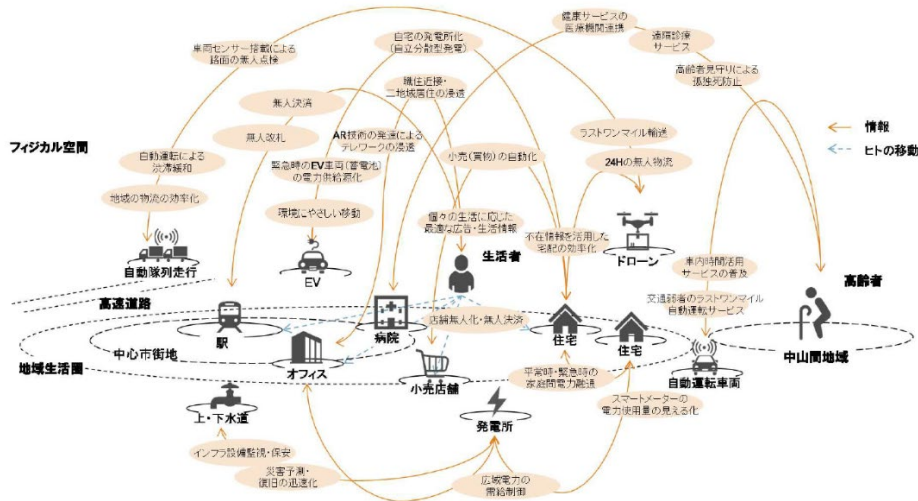 健康サービスの
医療機関連携
遠隔診療
サービス
車両センサー搭載による
路面の無人点検
自宅の発電所化
(自立分散型発電)
高齢者見守りによる
孤独死防止
職住近接・
二地域居住の浸透
無人決済
情報
ヒトの移動
無人改札
AR技術の発達による
テレワークの浸透
ラストワンマイル輸送
フィジカル空間
自動運転による
渋滞緩和
緊急時のEV車両(蓄電池)
の電力供給源化
小売(買物)の自動化
24Hの無人物流
地域の物流の効率化
環境にやさしい移動
個々の生活に応じた
最適な広告・生活情報
不在情報を活用した
宅配の効率化
自動隊列走行
EV
生活者
ドローン
車内時間活用
サービスの普及
高齢者
高速道路
交通弱者のラストワンマイル
自動運転サービス
駅
病院
店舗無人化・無人決済
住宅
住宅
中心市街地
地域生活圏
オフィス
小売店舗
自動運転車両
中山間地域
平常時・緊急時の
家庭間電力融通
上・下水道
発電所
スマートメーターの
電力使用量の見える化
インフラ設備監視・保安
災害予測・
復旧の迅速化
広域電力の
需給制御